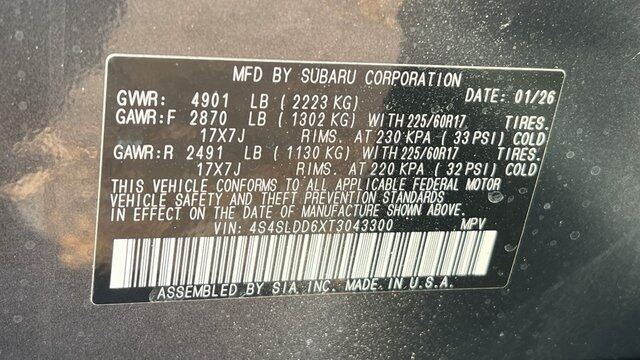 MFD BY SUBARU CORPORATION
GVWR: 4901 LB ( 2223 KG) DATE: 01/26
GAWR:F 2870 LB ( 1302 KG) WITH 225/60R17 TIRES.
17X7J RIMS. AT 230 KPA ( 33 PSI) COLD
GAWR:R 2491 LB ( 1130 KG) WITH 225/60R17 TIRES.
17X7J RIMS. AT 220 KPA ( 32 PSI) COLD
THIS VEHICLE CONFORMS TO ALL APPLICABLE FEDERAL MOTOR
VEHICLE SAFETY AND THEFT PREVENTION STANDARDS
IN EFFECT ON THE DATE OF MANUFACTURE SHOWN ABOVE.
VIN: 4S4SLDD6XT3043300 MPV
ASSEMBLED BY SIA INC. MADE IN U.S.A.